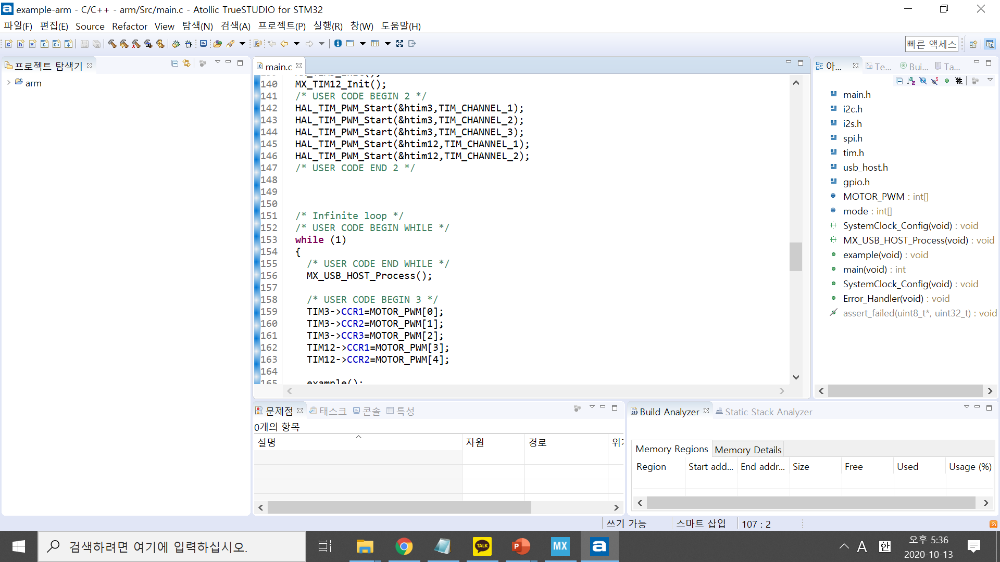 example-arm - C/C++ - arm/Src/main.c - Atollic TrueSTUDIO for STM32
파일(F) 편집(E) Source Refactor View 탐색(N) 검색(A) 프로젝트(P) 실행(R) 창(W) 도움말(H)
빠른 액세스
프로젝트 탐색기
arm
main.c
140 MX_TIM12_Init();
141 /* USER CODE BEGIN 2 */
142 HAL_TIM_PWM_Start(&htim3,TIM_CHANNEL_1);
143 HAL_TIM_PWM_Start(&htim3,TIM_CHANNEL_2);
144 HAL_TIM_PWM_Start(&htim3,TIM_CHANNEL_3);
145 HAL_TIM_PWM_Start(&htim12,TIM_CHANNEL_1);
146 HAL_TIM_PWM_Start(&htim12,TIM_CHANNEL_2);
147 /* USER CODE END 2 */
148
149
150
151 /* Infinite loop */
152 /* USER CODE BEGIN WHILE */
153 while (1)
154 {
155 /* USER CODE END WHILE */
156 MX_USB_HOST_Process();
157
158 /* USER CODE BEGIN 3 */
159 TIM3->CCR1=MOTOR_PWM[0];
160 TIM3->CCR2=MOTOR_PWM[1];
161 TIM3->CCR3=MOTOR_PWM[2];
162 TIM12->CCR1=MOTOR_PWM[3];
163 TIM12->CCR2=MOTOR_PWM[4];
164
165 example();
아... Te... Bui... Ta...
main.h
i2c.h
i2s.h
spi.h
tim.h
usb_host.h
gpio.h
MOTOR_PWM : int[]
mode : int[]
SystemClock_Config(void) : void
MX_USB_HOST_Process(void) : void
example(void) : void
main(void) : int
SystemClock_Config(void) : void
Error_Handler(void) : void
assert_failed(uint8_t*, uint32_t) : void
문제점 태스크 콘솔 특성
0개의 항목
설명 자원 경로
Build Analyzer Static Stack Analyzer
Memory Regions Memory Details
Region Start add... End addr... Size Free Used Usage (%)
쓰기 가능 스마트 삽입 107 : 2
검색하려면 여기에 입력하십시오.
TALK
P
MX
A 한
오후 5:36
2020-10-13